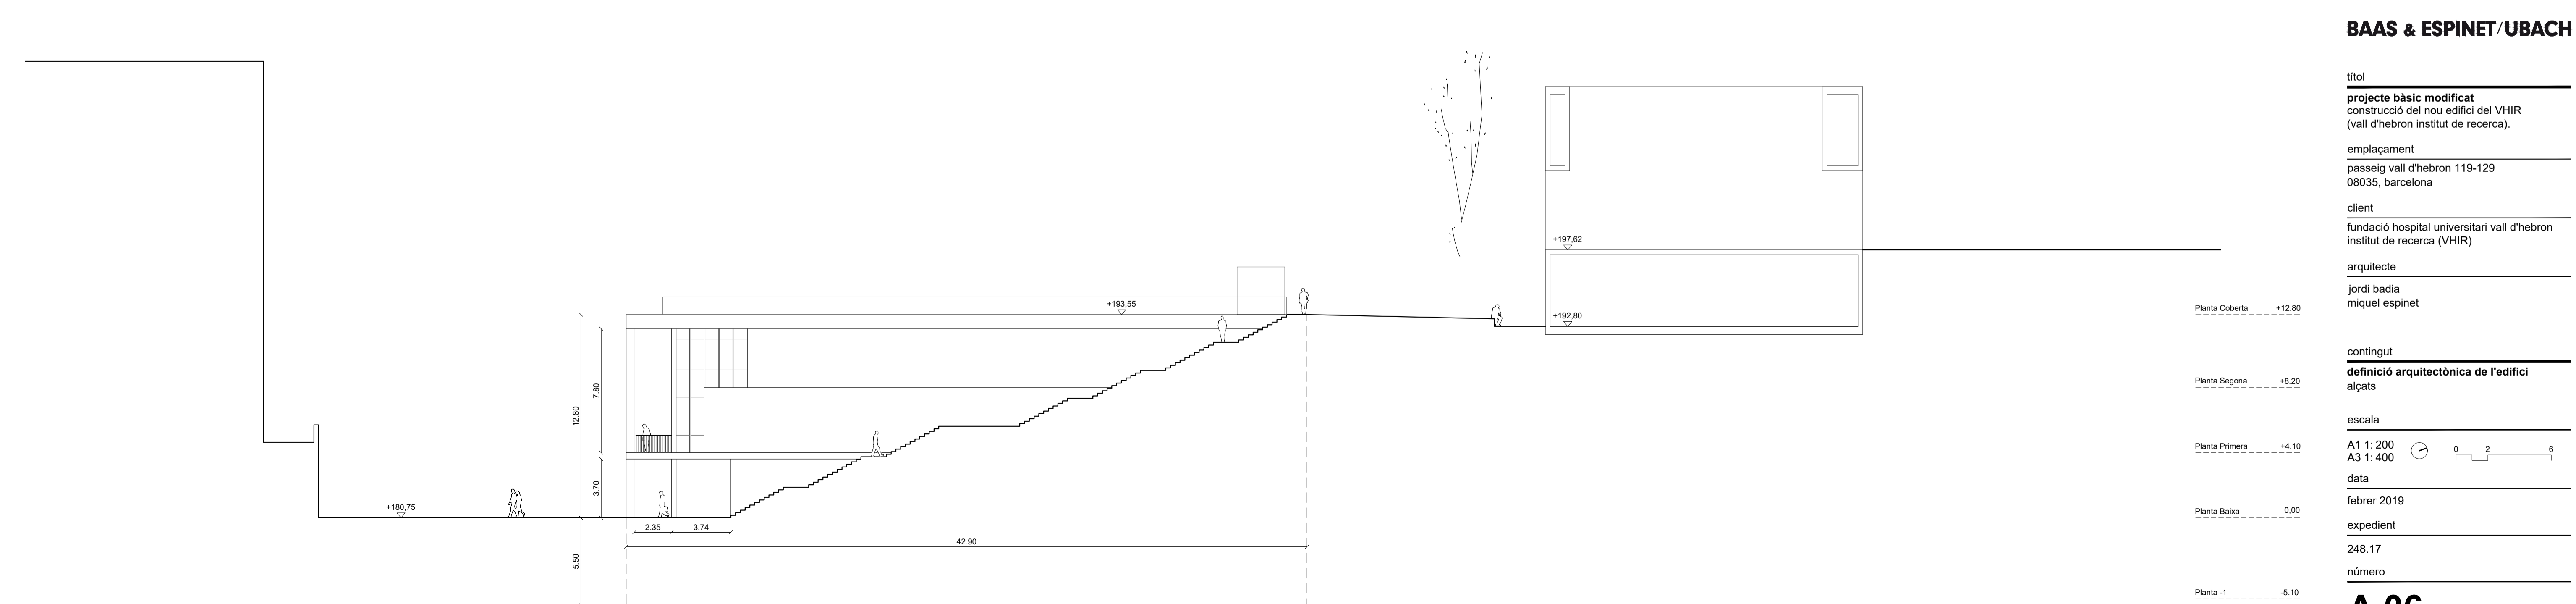 BAAS & ESPINET/UBACH
títol
projecte bàsic modificat
construcció del nou edifici del VHIR
(vall d'hebron institut de recerca).
emplaçament
passeig vall d'hebron 119-129
08035, barcelona
client
fundació hospital universitari vall d'hebron
institut de recerca (VHIR)
arquitecte
jordi badia
miquel espinet
contingut
definició arquitectònica de l'edifici
alçats
escala
A1 1: 200
A3 1: 400
0 2 6
data
febrer 2019
expedient
248.17
número
A 06
+197,62
+193,55
+192,80
+180,75
7.80
12.80
3.70
5.50
2.35 3.74
42.90
Planta Coberta +12.80
Planta Segona +8.20
Planta Primera +4.10
Planta Baixa 0,00
Planta -1 -5.10